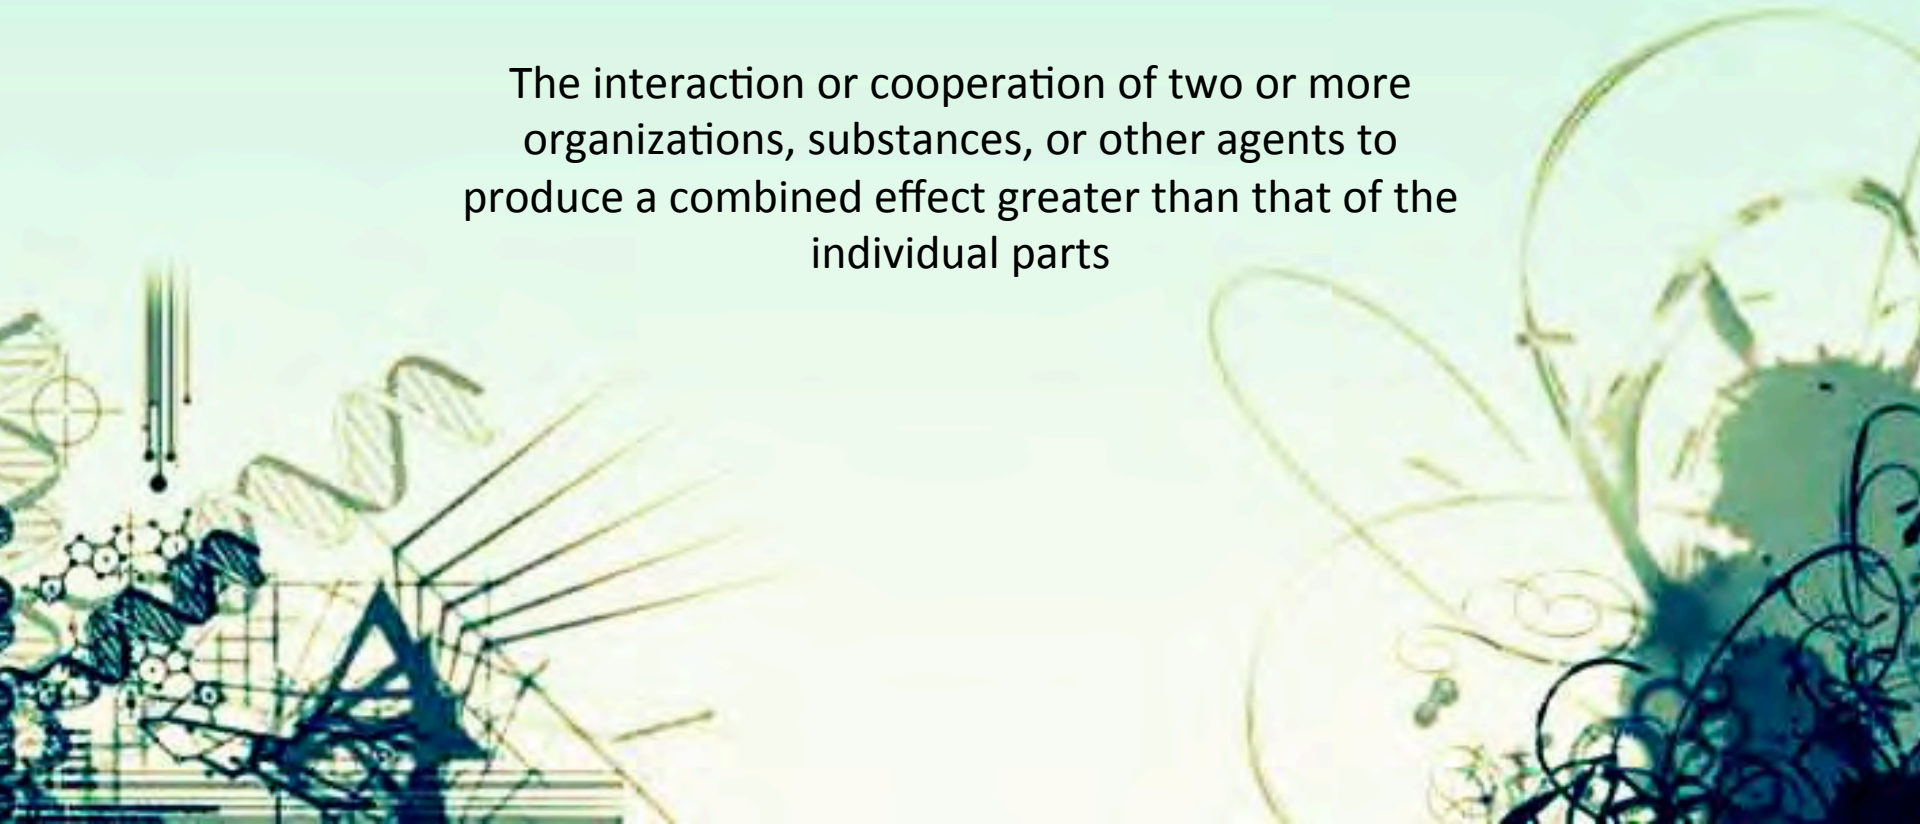 The interaction or cooperation of two or more
organizations, substances, or other agents to
produce a combined effect greater than that of the
individual parts